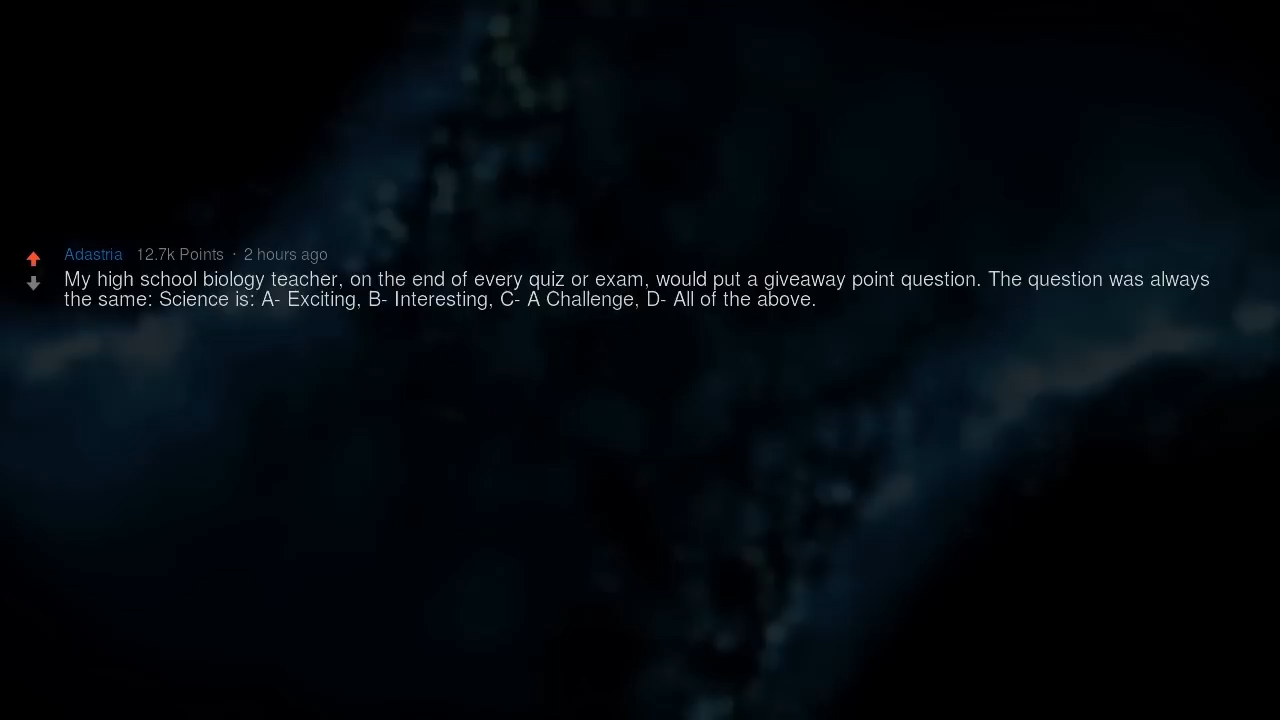 Adastria 12.7k Points · 2 hours ago
My high school biology teacher, on the end of every quiz or exam, would put a giveaway point question. The question was always
the same: Science is: A- Exciting, B- Interesting, C- A Challenge, D- All of the above.